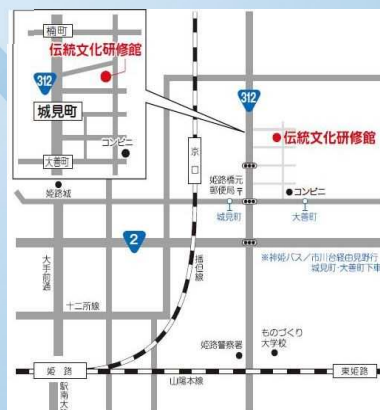 楠町
伝統文化研修館
312
城見町
コンビニ
大善町
姫路城
312
伝統文化研修館
京口
姫路橋元
郵便局〒
コンビニ
城見町
大善町
2
※神姫バス/市川台経由見野行
城見町・大善町下車
大手前通
播但線
十二所線
姫路警察署
ものづくり
大学校
姫路
山陽本線
東姫路
駅南大